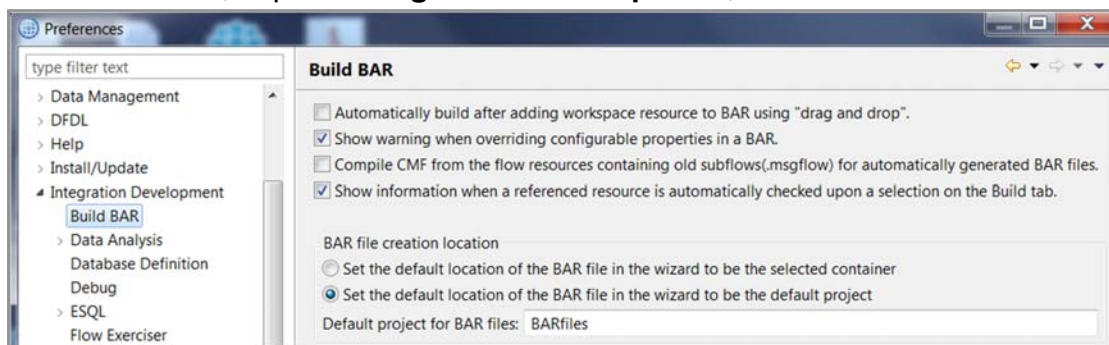 Preferences
type filter text
Data Management
DFDL
Help
Install/Update
Integration Development
Build BAR
Data Analysis
Database Definition
Debug
ESQL
Flow Exerciser
Build BAR
Automatically build after adding workspace resource to BAR using "drag and drop".
Show warning when overriding configurable properties in a BAR.
Compile CMF from the flow resources containing old subflows(.msgflow) for automatically generated BAR files.
Show information when a referenced resource is automatically checked upon a selection on the Build tab.
BAR file creation location
Set the default location of the BAR file in the wizard to be the selected container
Set the default location of the BAR file in the wizard to be the default project
Default project for BAR files: BARfiles